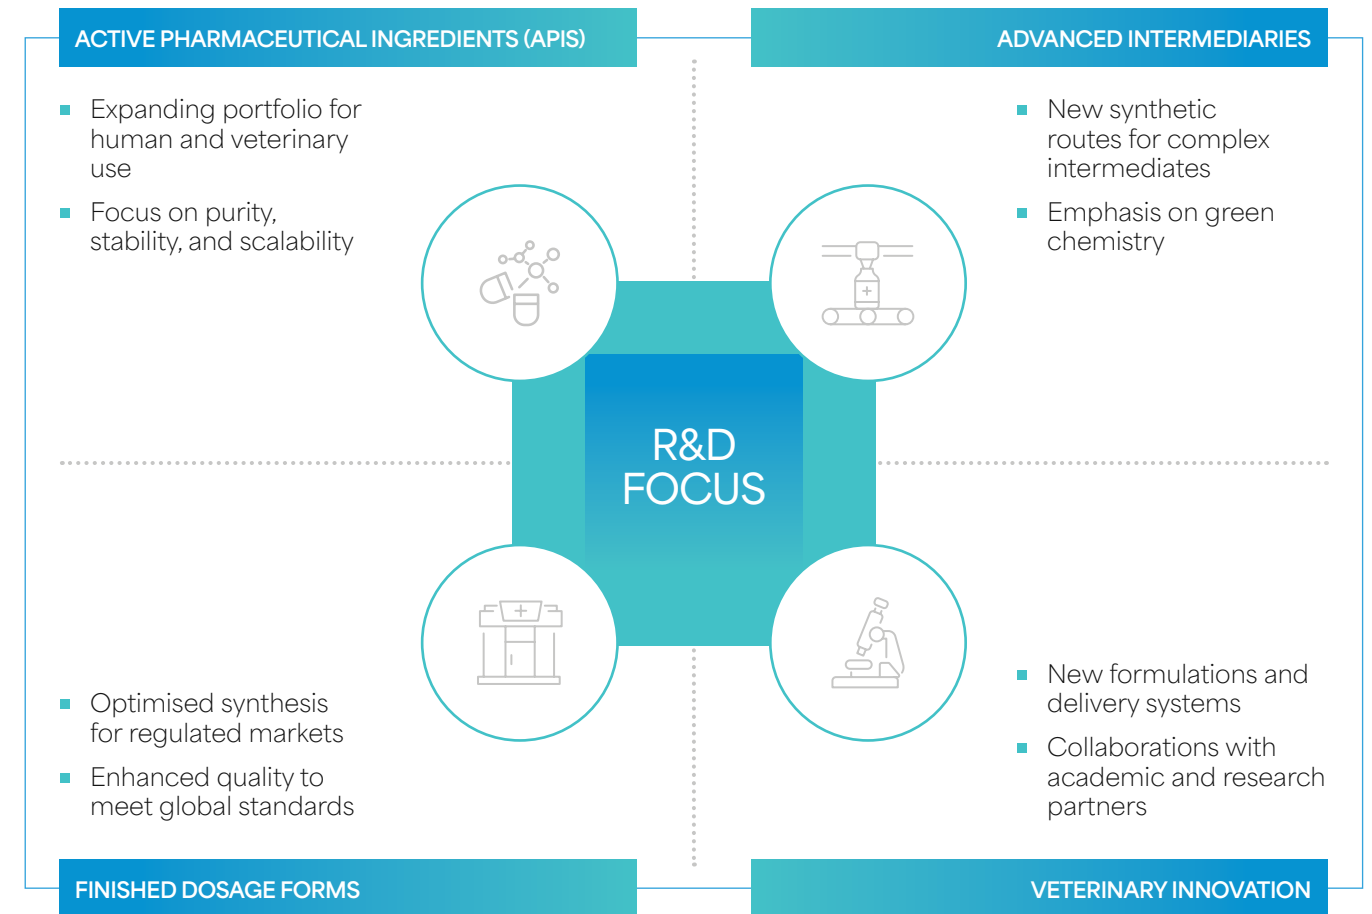 ACTIVE PHARMACEUTICAL INGREDIENTS (APIS)
Expanding portfolio for
human and veterinary
use
Focus on purity,
stability, and scalability
ADVANCED INTERMEDIARIES
New synthetic
routes for complex
intermediates
Emphasis on green
chemistry
R&D
FOCUS
Optimised synthesis
for regulated markets
Enhanced quality to
meet global standards
FINISHED DOSAGE FORMS
New formulations and
delivery systems
Collaborations with
academic and research
partners
VETERINARY INNOVATION